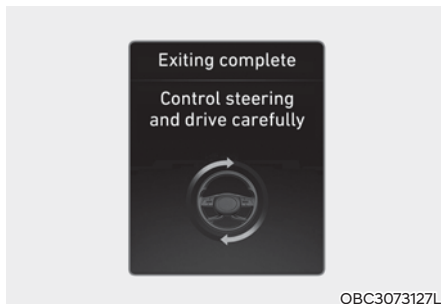 Exiting complete
Control steering
and drive carefully
OBC3073127L